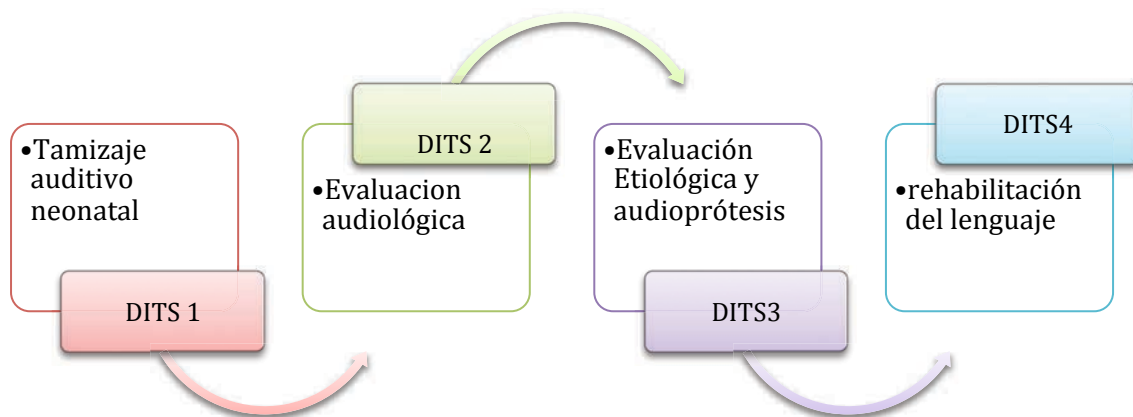 •Tamizaje
auditivo
neonatal
DITS 1
DITS 2
•Evaluacion
audiológica
•Evaluación
Etiológica y
audioprótesis
DITS3
DITS4
•rehabilitación
del lenguaje